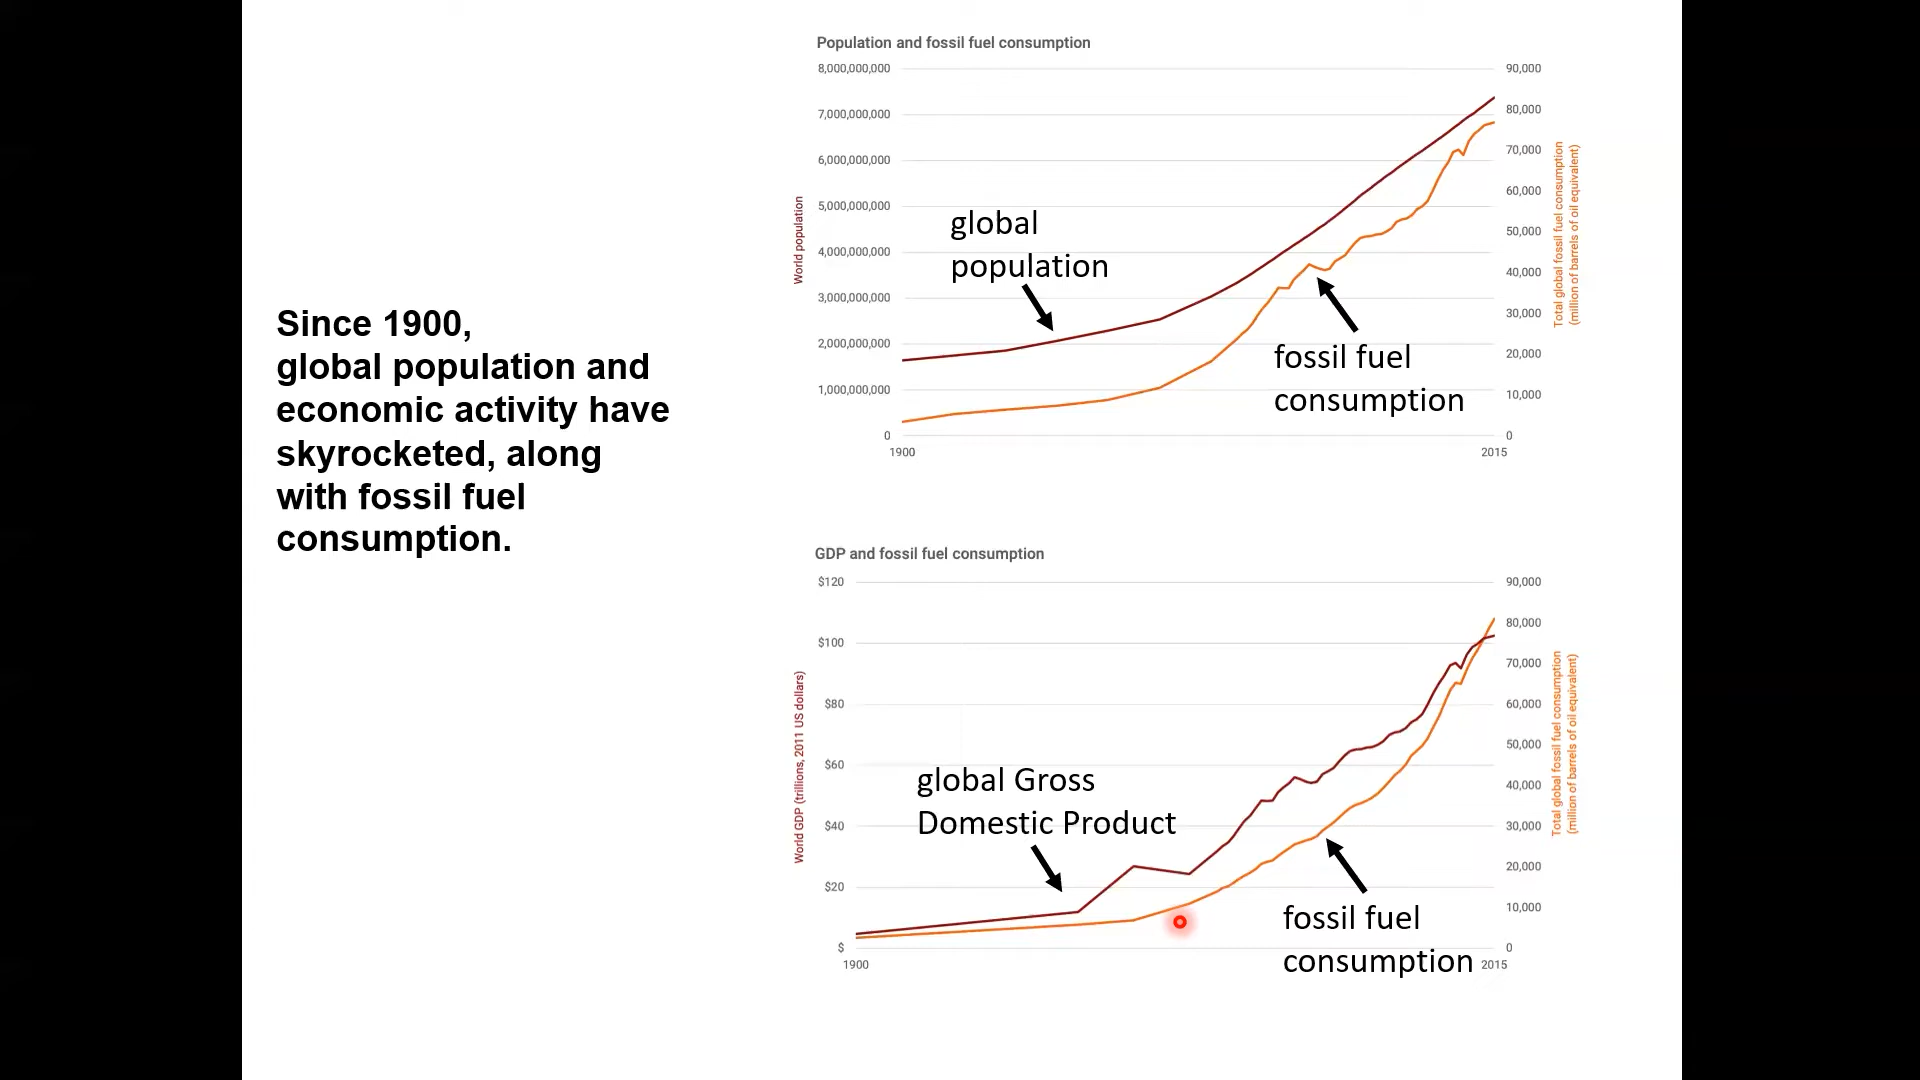 Since 1900,
global population and
economic activity have
skyrocketed, along
with fossil fuel
consumption.
Population and fossil fuel consumption
8,000,000,000
7,000,000,000
6,000,000,000
5,000,000,000
4,000,000,000
3,000,000,000
2,000,000,000
1,000,000,000
0
World population
global
population
fossil fuel
consumption
90,000
80,000
70,000
60,000
50,000
40,000
30,000
20,000
10,000
0
Total global fossil fuel consumption
(million of barrels of oil equivalent)
1900
2015
GDP and fossil fuel consumption
$120
$100
$80
$60
$40
$20
$
World GDP (trillions, 2011 US dollars)
global Gross
Domestic Product
fossil fuel
consumption
90,000
80,000
70,000
60,000
50,000
40,000
30,000
20,000
10,000
0
Total global fossil fuel consumption
(million of barrels of oil equivalent)
1900
2015